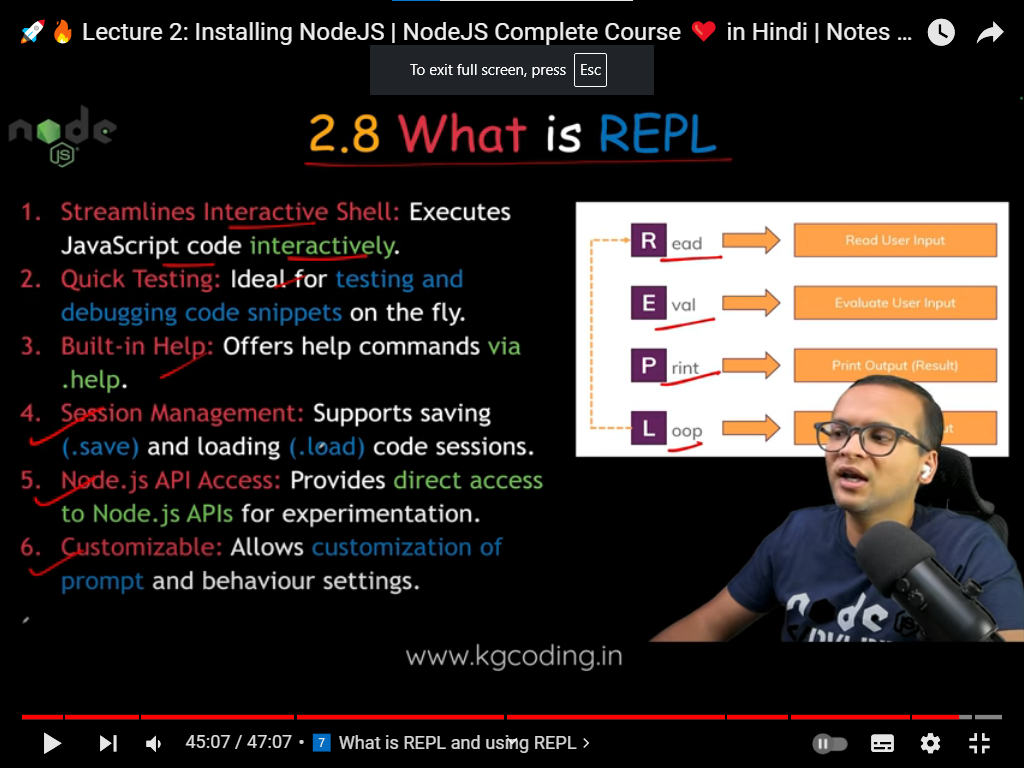 🚀🔥 Lecture 2: Installing NodeJS | NodeJS Complete Course ❤️ in Hindi | Notes ...
To exit full screen, press Esc
node
JS
2.8 What is REPL
1. Streamlines Interactive Shell: Executes
JavaScript code interactively.
2. Quick Testing: Ideal for testing and
debugging code snippets on the fly.
3. Built-in Help: Offers help commands via
.help.
4. Session Management: Supports saving
(.save) and loading (.load) code sessions.
5. Node.js API Access: Provides direct access
to Node.js APIs for experimentation.
6. Customizable: Allows customization of
prompt and behaviour settings.
R ead Read User Input
E val Evaluate User Input
P rint Print Output (Result)
L oop
node
www.kgcoding.in
45:07 / 47:07 • 7 What is REPL and using REPL >